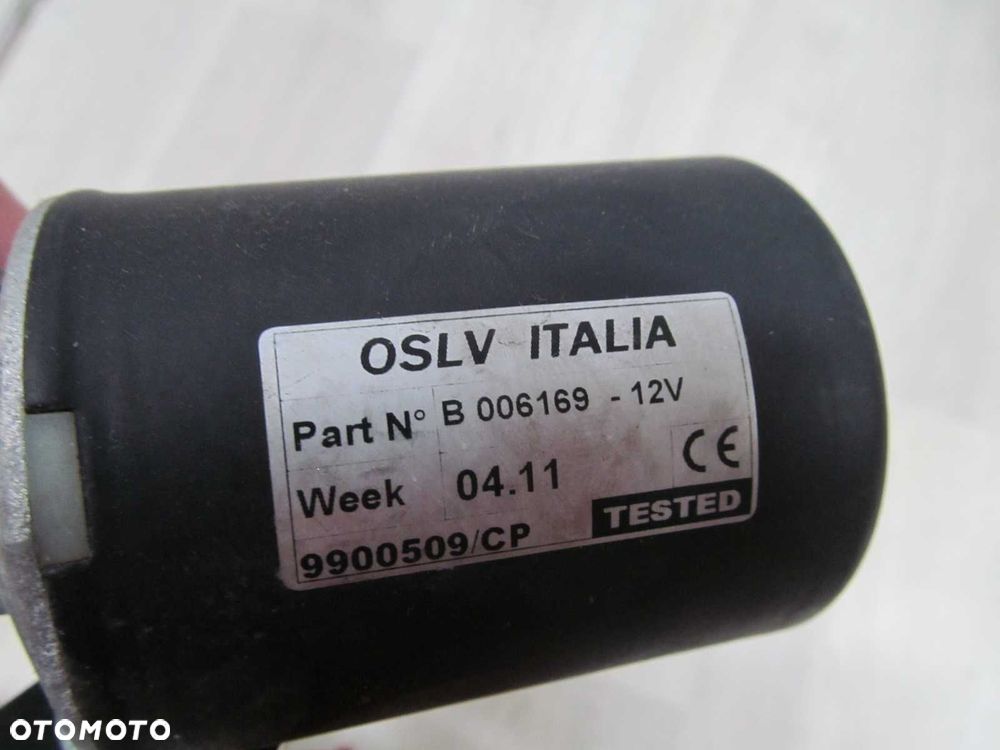 OSLV ITALIA
Part N° B 006169 - 12V
Week 04.11 CE
9900509/CP TESTED
OTOMOTO